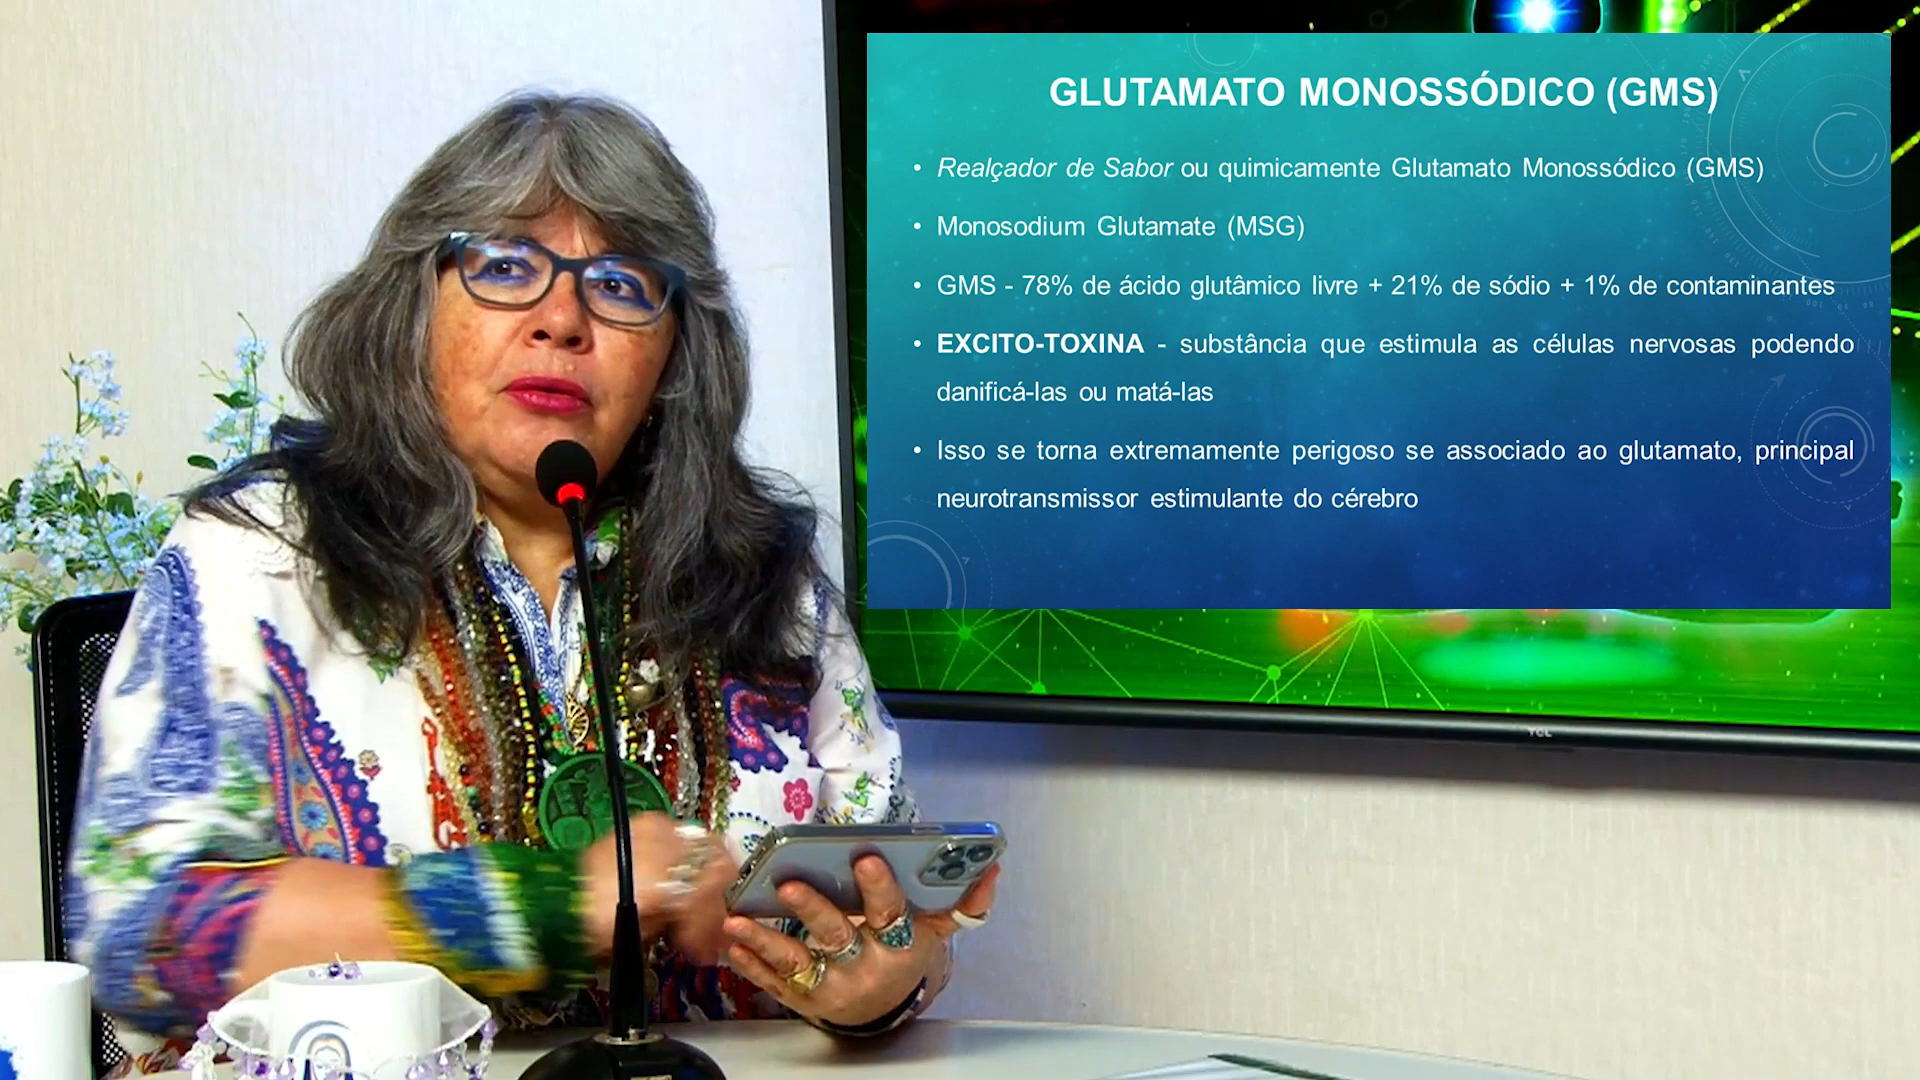 GLUTAMATO MONOSSÓDICO (GMS)
• Realçador de Sabor ou quimicamente Glutamato Monossódico (GMS)
• Monosodium Glutamate (MSG)
• GMS - 78% de ácido glutâmico livre + 21% de sódio + 1% de contaminantes
• EXCITO-TOXINA - substância que estimula as células nervosas podendo
danificá-las ou matá-las
• Isso se torna extremamente perigoso se associado ao glutamato, principal
neurotransmissor estimulante do cérebro
TCL